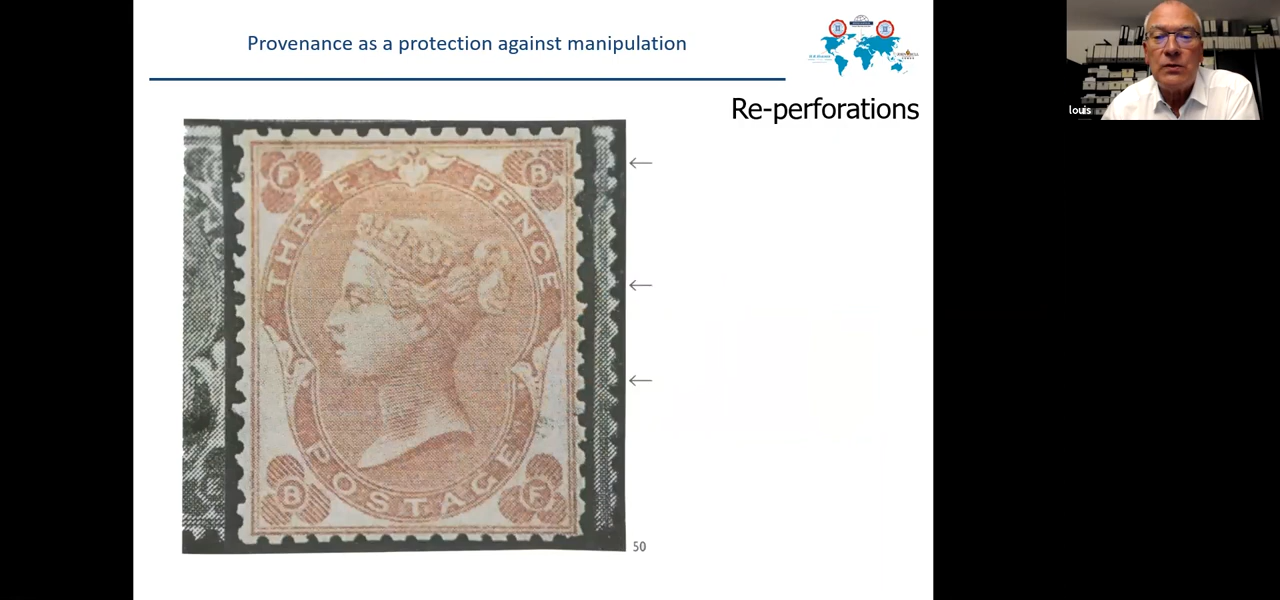 Provenance as a protection against manipulation
louis
Re-perforations
F B
THREE PENCE
POSTAGE
B F
50